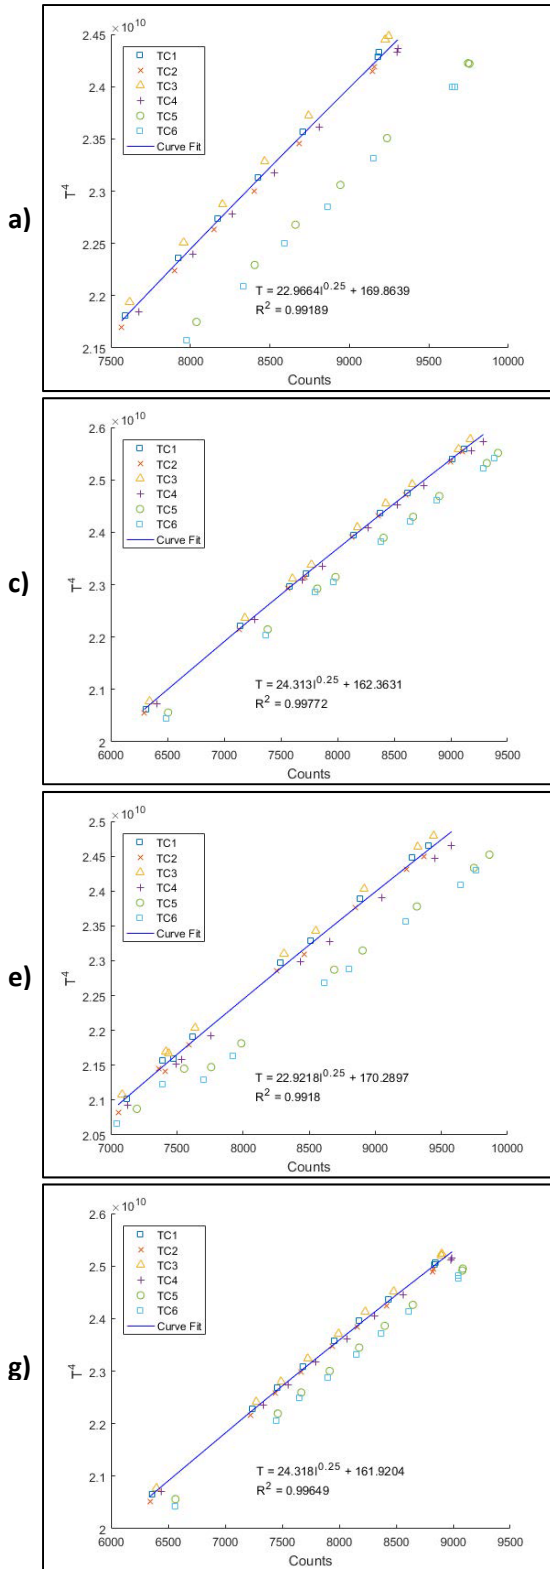 a)
× 10^10
2.45
2.4
2.35
2.3
2.25
2.2
2.15
T^4
TC1
TC2
TC3
TC4
TC5
TC6
Curve Fit
T = 22.9664I^0.25 + 169.8639
R^2 = 0.99189
7500 8000 8500 9000 9500 10000
Counts
c)
× 10^10
2.6
2.5
2.4
2.3
2.2
2.1
2
T^4
TC1
TC2
TC3
TC4
TC5
TC6
Curve Fit
T = 24.313I^0.25 + 162.3631
R^2 = 0.99772
6000 6500 7000 7500 8000 8500 9000 9500
Counts
e)
× 10^10
2.5
2.45
2.4
2.35
2.3
2.25
2.2
2.15
2.1
2.05
T^4
TC1
TC2
TC3
TC4
TC5
TC6
Curve Fit
T = 22.9218I^0.25 + 170.2897
R^2 = 0.9918
7000 7500 8000 8500 9000 9500 10000
Counts
g)
× 10^10
2.6
2.5
2.4
2.3
2.2
2.1
2
T^4
TC1
TC2
TC3
TC4
TC5
TC6
Curve Fit
T = 24.318I^0.25 + 161.9204
R^2 = 0.99649
6000 6500 7000 7500 8000 8500 9000 9500
Counts